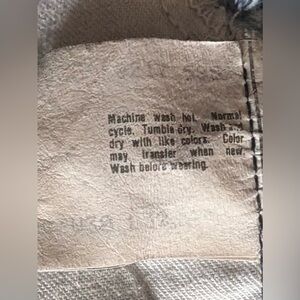 Machine wash hot. Normal
cycle. Tumble dry. Wash and
dry with like colors. Color
may transfer when new.
Wash before wearing.